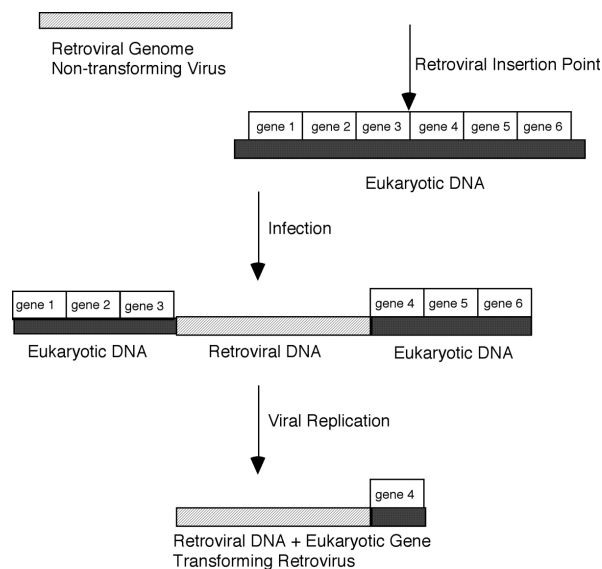 Retroviral Genome
Non-transforming Virus
Retroviral Insertion Point
gene 1 gene 2 gene 3 gene 4 gene 5 gene 6
Eukaryotic DNA
Infection
gene 1 gene 2 gene 3 gene 4 gene 5 gene 6
Eukaryotic DNA Retroviral DNA Eukaryotic DNA
Viral Replication
gene 4
Retroviral DNA + Eukaryotic Gene
Transforming Retrovirus